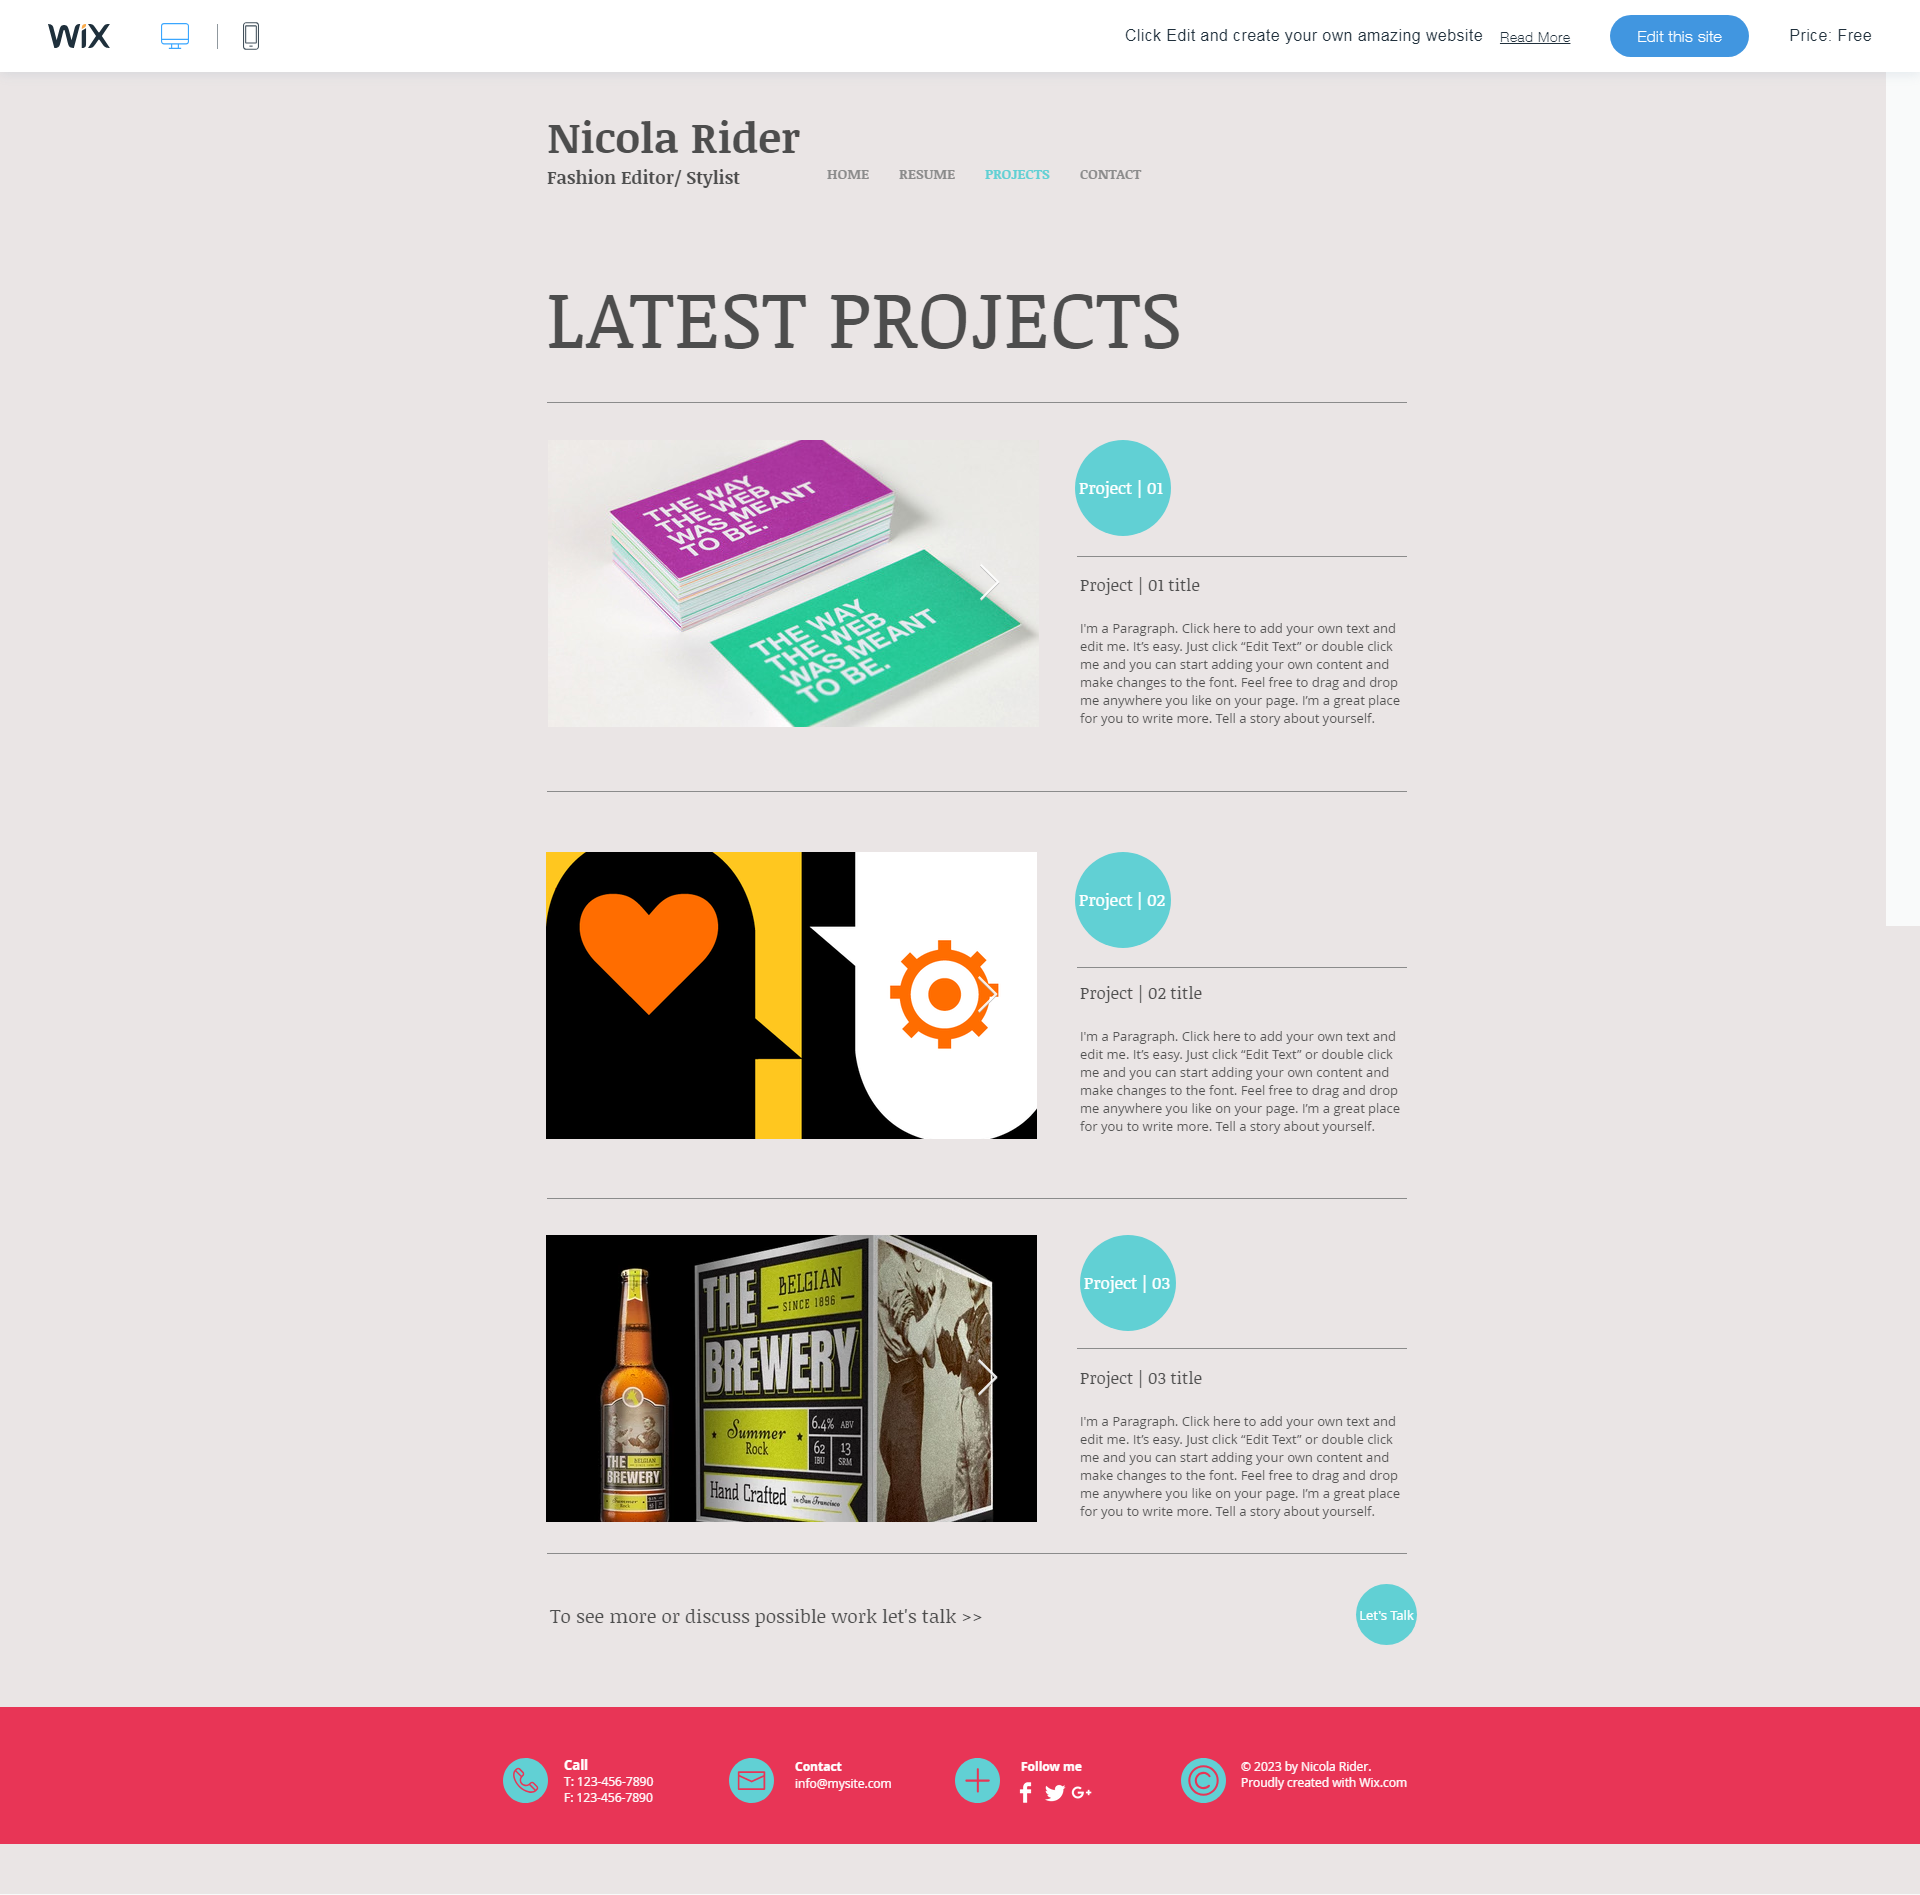 WiX
Click Edit and create your own amazing website Read More
Edit this site
Price: Free
Nicola Rider
Fashion Editor/ Stylist
HOME RESUME PROJECTS CONTACT
LATEST PROJECTS
THE WAY
THE WEB
WAS MEANT
TO BE.
THE WAY
THE WEB
WAS MEANT
TO BE.
Project | 01
Project | 01 title
I'm a Paragraph. Click here to add your own text and
edit me. It’s easy. Just click “Edit Text” or double click
me and you can start adding your own content and
make changes to the font. Feel free to drag and drop
me anywhere you like on your page. I’m a great place
for you to write more. Tell a story about yourself.
Project | 02
Project | 02 title
I'm a Paragraph. Click here to add your own text and
edit me. It’s easy. Just click “Edit Text” or double click
me and you can start adding your own content and
make changes to the font. Feel free to drag and drop
me anywhere you like on your page. I’m a great place
for you to write more. Tell a story about yourself.
THE
BELGIAN
SINCE 1896
BREWERY
Summer
Rock
6.4% ABV
62 IBU
13 SRM
Hand Crafted in San Francisco
THE
BELGIAN
BREWERY
Summer
Rock
Project | 03
Project | 03 title
I'm a Paragraph. Click here to add your own text and
edit me. It’s easy. Just click “Edit Text” or double click
me and you can start adding your own content and
make changes to the font. Feel free to drag and drop
me anywhere you like on your page. I’m a great place
for you to write more. Tell a story about yourself.
To see more or discuss possible work let's talk >>
Let's Talk
Call
T: 123-456-7890
F: 123-456-7890
Contact
info@mysite.com
Follow me
© 2023 by Nicola Rider.
Proudly created with Wix.com